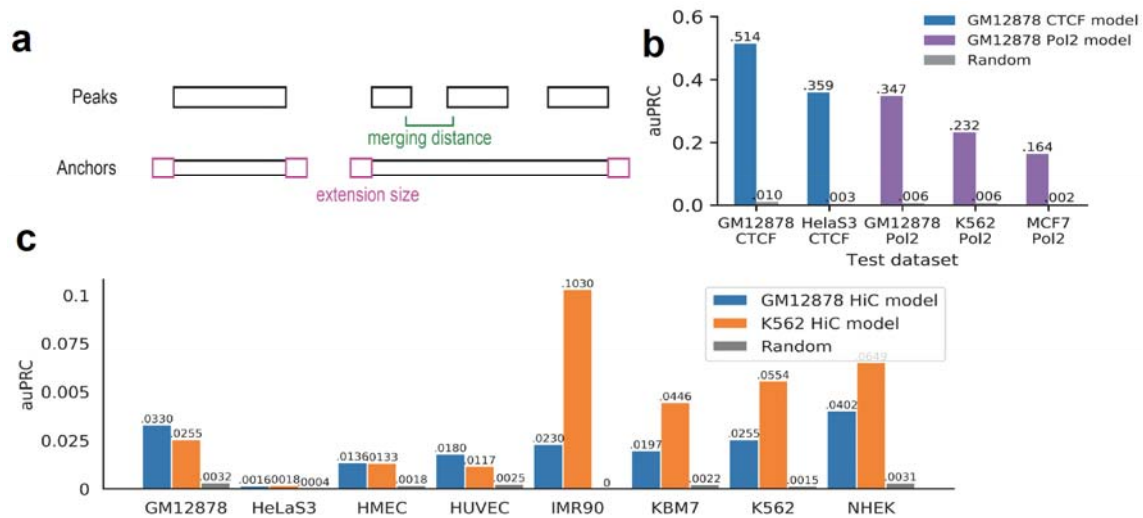 a
Peaks
merging distance
Anchors
extension size
b
GM12878 CTCF model
GM12878 Pol2 model
Random
auPRC
0.6
0.4
0.2
0.0
.514
.010
.359
.003
.347
.006
.232
.006
.164
.002
GM12878
CTCF
HelaS3
CTCF
GM12878
Pol2
K562
Pol2
MCF7
Pol2
Test dataset
c
GM12878 HiC model
K562 HiC model
Random
auPRC
0.1
0.075
0.005
0.025
0
.0330
.0255
.0032
.0016
.0018
.0004
.0136
.0133
.0018
.0180
.0117
.0025
.0230
.1030
0
.0197
.0446
.0022
.0255
.0554
.0015
.0402
.0649
.0031
GM12878
HeLaS3
HMEC
HUVEC
IMR90
KBM7
K562
NHEK